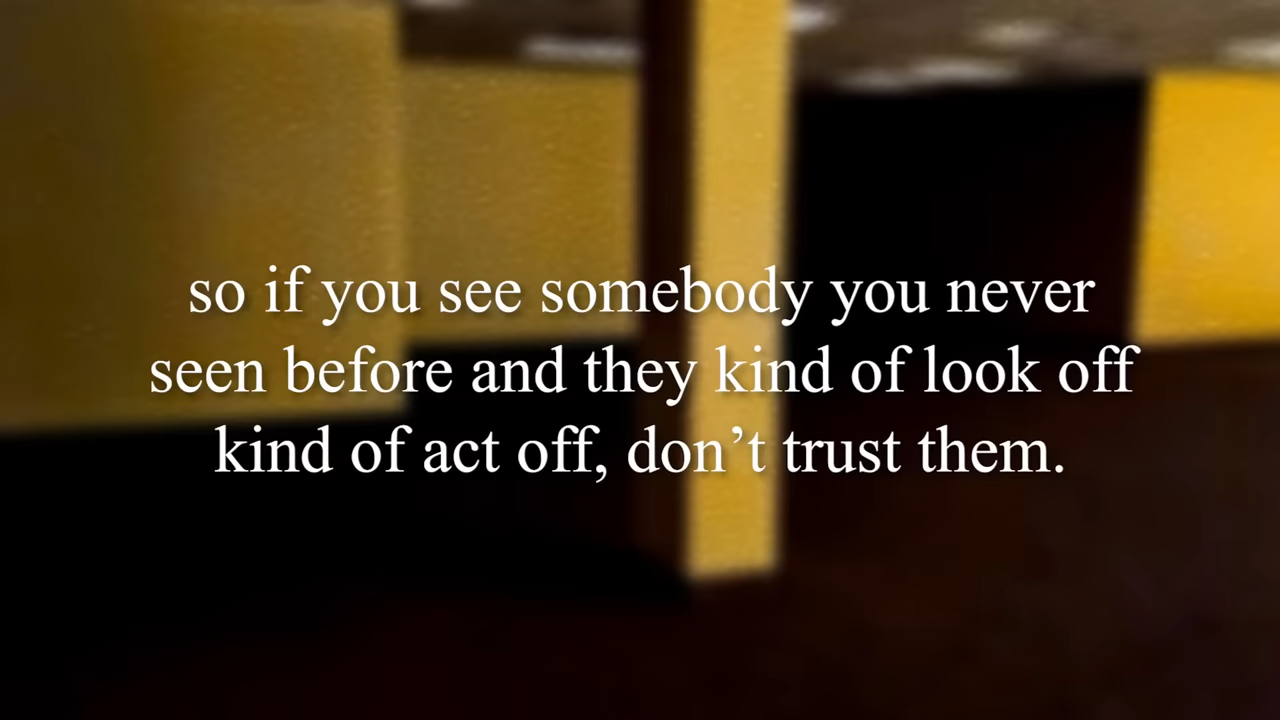 so if you see somebody you never
seen before and they kind of look off
kind of act off, don’t trust them.